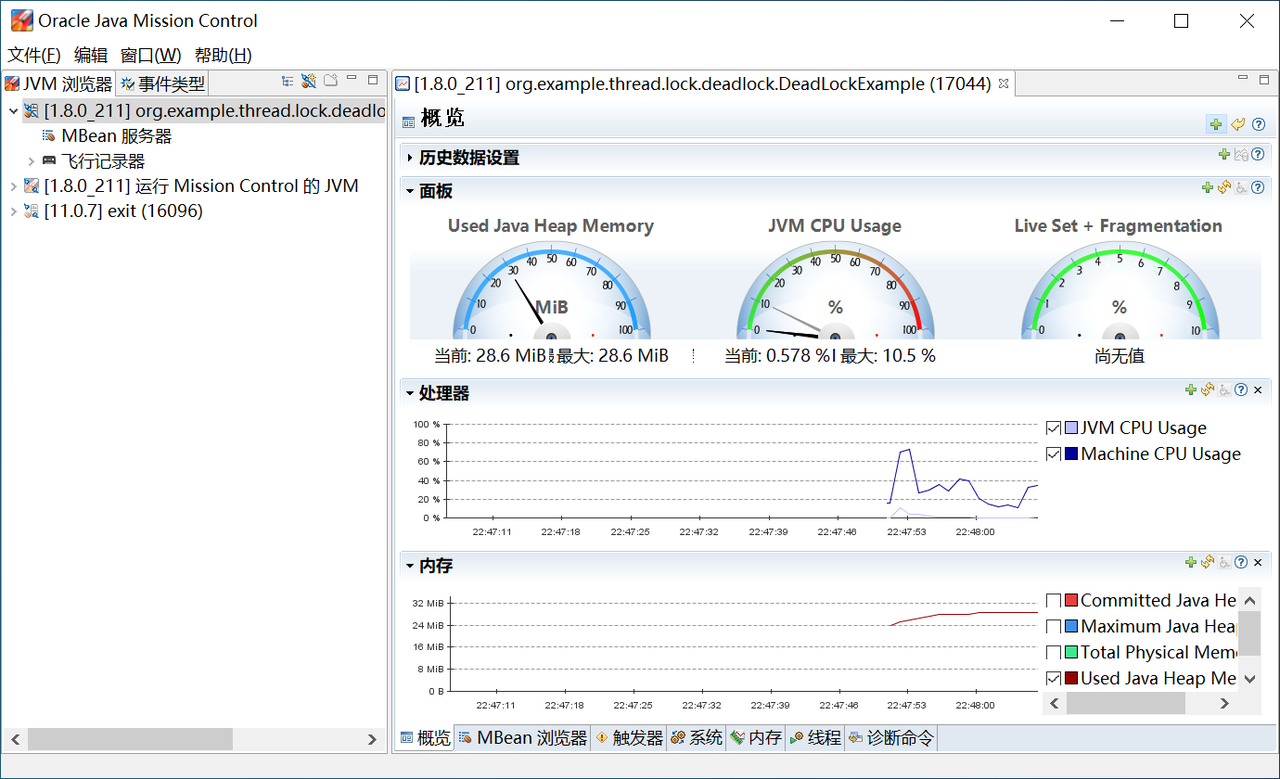 Oracle Java Mission Control
文件(F) 编辑 窗口(W) 帮助(H)
JVM 浏览器 事件类型
[1.8.0_211] org.example.thread.lock.deadlo
MBean 服务器
飞行记录器
[1.8.0_211] 运行 Mission Control 的 JVM
[11.0.7] exit (16096)
[1.8.0_211] org.example.thread.lock.deadlock.DeadLockExample (17044)
概览
历史数据设置
面板
Used Java Heap Memory JVM CPU Usage Live Set + Fragmentation
0 10 20 30 40 50 60 70 80 90 100
MiB
0 10 20 30 40 50 60 70 80 90 100
%
0 1 2 3 4 5 6 7 8 9 10
%
当前: 28.6 MiB 最大: 28.6 MiB
当前: 0.578 % 最大: 10.5 %
尚无值
处理器
100 %
80 %
60 %
40 %
20 %
0 %
22:47:11 22:47:18 22:47:25 22:47:32 22:47:39 22:47:46 22:47:53 22:48:00
JVM CPU Usage
Machine CPU Usage
内存
32 MiB
24 MiB
16 MiB
8 MiB
0 B
22:47:11 22:47:18 22:47:25 22:47:32 22:47:39 22:47:46 22:47:53 22:48:00
Committed Java He
Maximum Java Hea
Total Physical Mem
Used Java Heap Me
概览 MBean 浏览器 触发器 系统 内存 线程 诊断命令